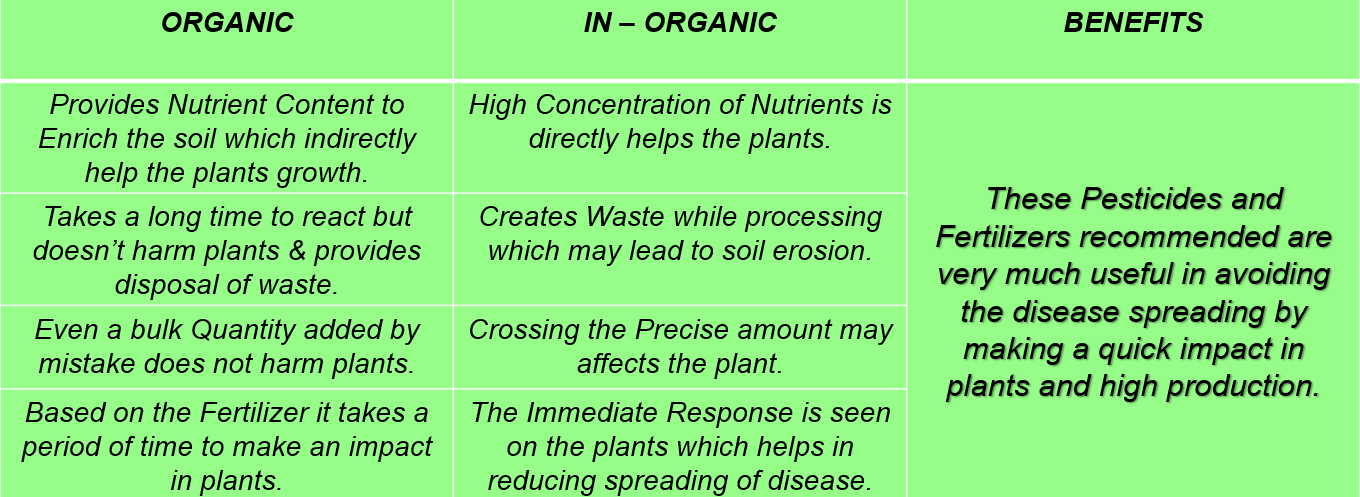 ORGANIC
IN – ORGANIC
BENEFITS
Provides Nutrient Content to
Enrich the soil which indirectly
help the plants growth.
High Concentration of Nutrients is
directly helps the plants.
These Pesticides and
Fertilizers recommended are
very much useful in avoiding
the disease spreading by
making a quick impact in
plants and high production.
Takes a long time to react but
doesn’t harm plants & provides
disposal of waste.
Creates Waste while processing
which may lead to soil erosion.
Even a bulk Quantity added by
mistake does not harm plants.
Crossing the Precise amount may
affects the plant.
Based on the Fertilizer it takes a
period of time to make an impact
in plants.
The Immediate Response is seen
on the plants which helps in
reducing spreading of disease.